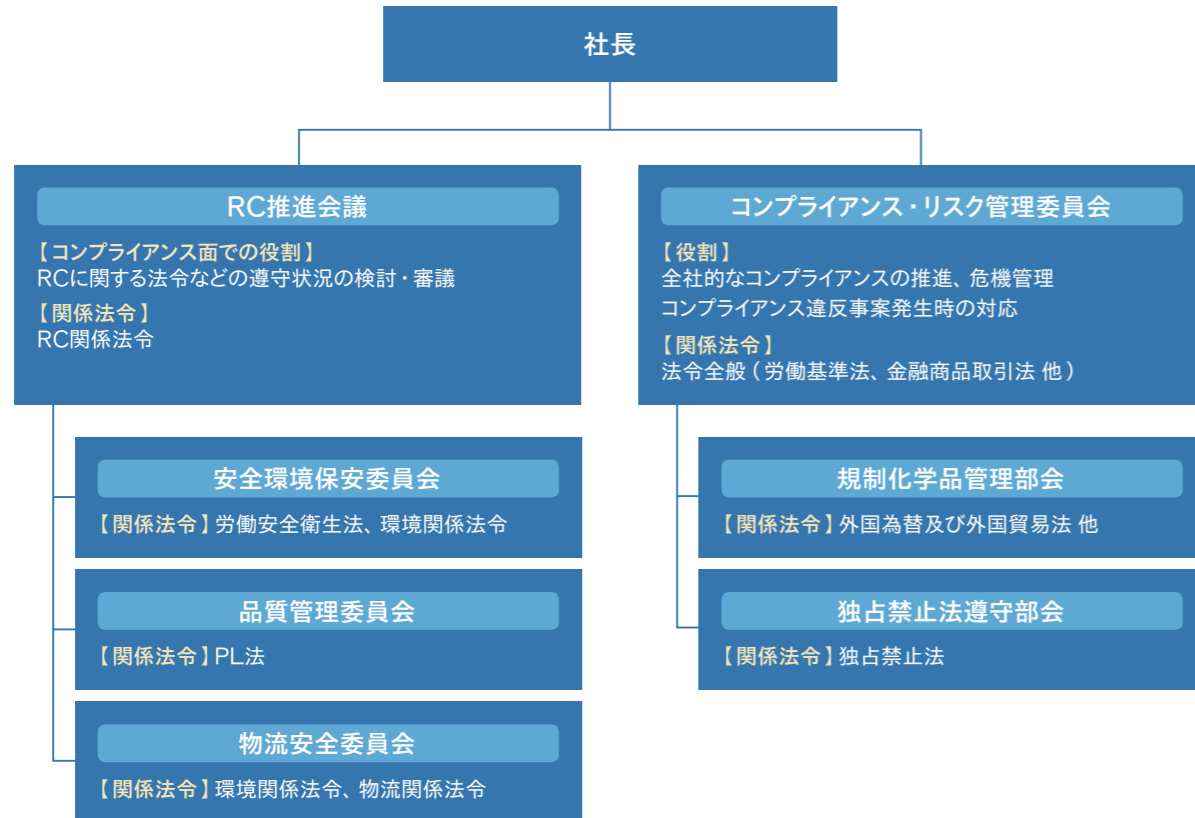 社長
RC推進会議
【コンプライアンス面での役割】
RCに関する法令などの遵守状況の検討・審議
【関係法令】
RC関係法令
安全環境保安委員会
【関係法令】労働安全衛生法、環境関係法令
品質管理委員会
【関係法令】PL法
物流安全委員会
【関係法令】環境関係法令、物流関係法令
コンプライアンス・リスク管理委員会
【役割】
全社的なコンプライアンスの推進、危機管理
コンプライアンス違反事案発生時の対応
【関係法令】
法令全般(労働基準法、金融商品取引法 他)
規制化学品管理部会
【関係法令】外国為替及び外国貿易法 他
独占禁止法遵守部会
【関係法令】独占禁止法